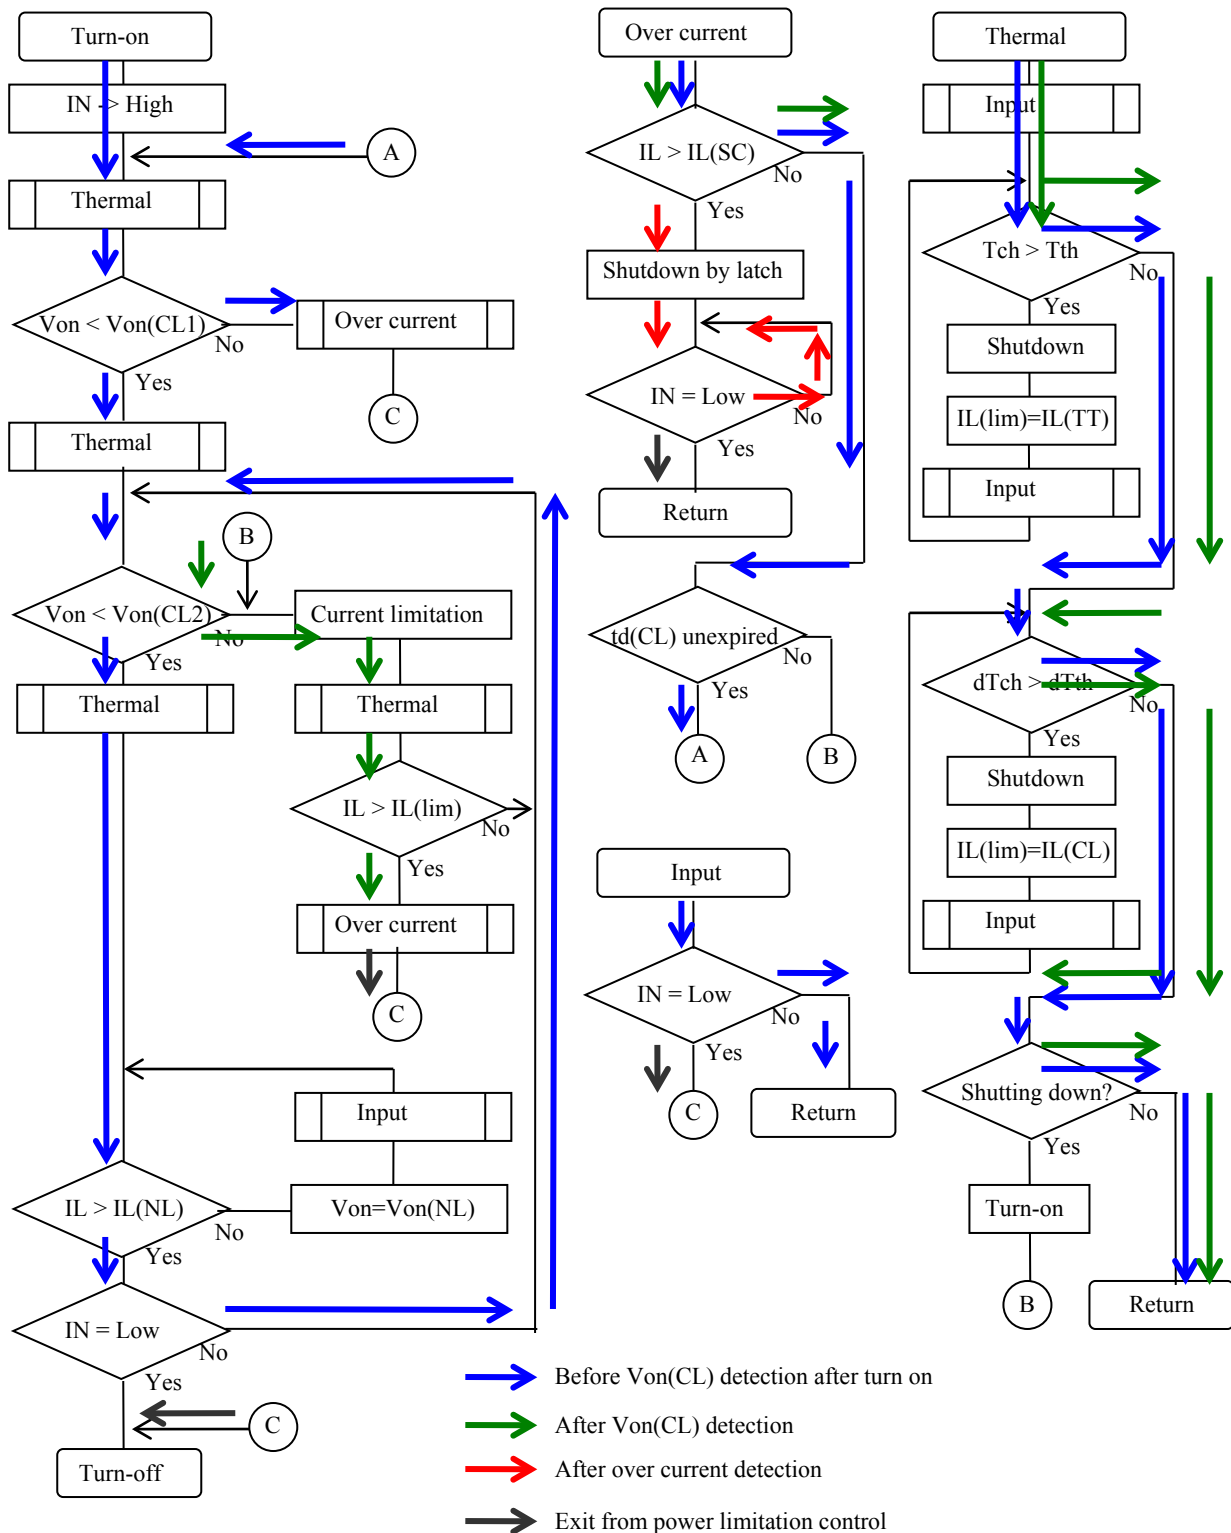 Turn-on
IN -> High
A
Thermal
Von < Von(CL1)
No
Yes
Over current
C
Thermal
B
Von < Von(CL2)
No
Yes
Current limitation
Thermal
Thermal
IL > IL(lim)
No
Yes
Over current
C
Input
Von=Von(NL)
IL > IL(NL)
No
Yes
IN = Low
No
Yes
C
Turn-off
Over current
IL > IL(SC)
No
Yes
Shutdown by latch
IN = Low
No
Yes
Return
td(CL) unexpired
No
Yes
A
B
Input
IN = Low
No
Yes
C
Return
Thermal
Input
Tch > Tth
No
Yes
Shutdown
IL(lim)=IL(TT)
Input
dTch > dTth
No
Yes
Shutdown
IL(lim)=IL(CL)
Input
Shutting down?
No
Yes
Turn-on
B
Return
Before Von(CL) detection after turn on
After Von(CL) detection
After over current detection
Exit from power limitation control